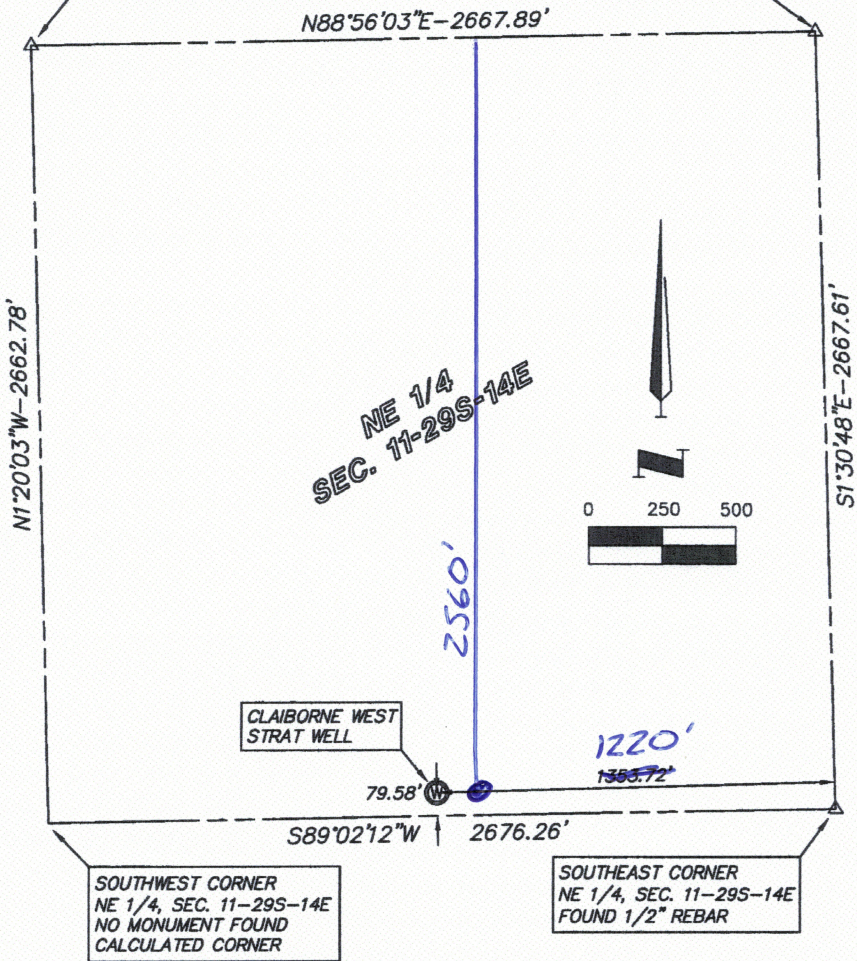 N88°56'03"E-2667.89'
N1°20'03"W-2662.78'
S1°30'48"E-2667.61'
NE 1/4
SEC. 11-29S-14E
N
0 250 500
2560'
CLAIBORNE WEST
STRAT WELL
1220'
1353.72'
79.58'
W
S89°02'12"W 2676.26'
SOUTHWEST CORNER
NE 1/4, SEC. 11-29S-14E
NO MONUMENT FOUND
CALCULATED CORNER
SOUTHEAST CORNER
NE 1/4, SEC. 11-29S-14E
FOUND 1/2" REBAR